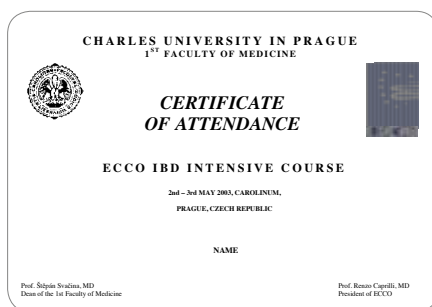 CHARLES UNIVERSITY IN PRAGUE
1ST FACULTY OF MEDICINE
CERTIFICATE
OF ATTENDANCE
ECCO IBD INTENSIVE COURSE
2nd – 3rd MAY 2003, CAROLINUM,
PRAGUE, CZECH REPUBLIC
NAME
Prof. Štěpán Svačina, MD
Dean of the 1st Faculty of Medicine
Prof. Renzo Caprilli, MD
President of ECCO